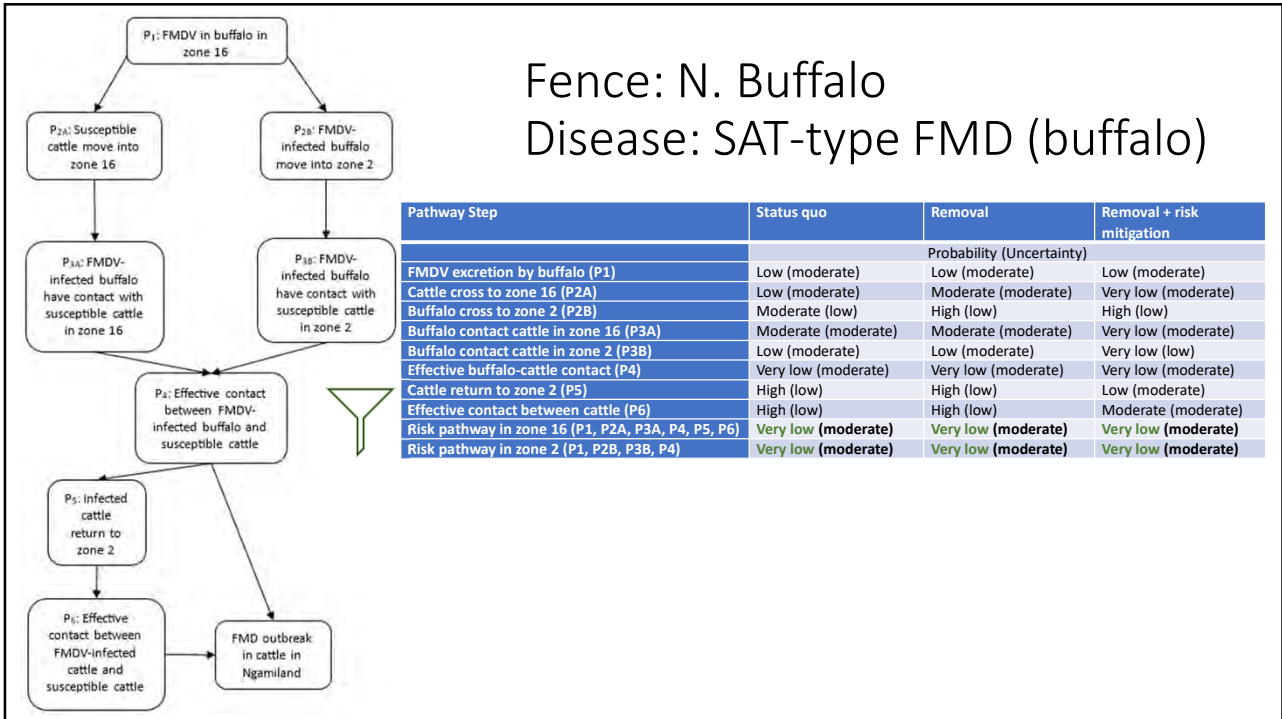 Fence: N. Buffalo
Disease: SAT-type FMD (buffalo)
P1: FMDV in buffalo in
zone 16
P2A: Susceptible
cattle move into
zone 16
P2B: FMDV-
infected buffalo
move into zone 2
P3A: FMDV-
infected buffalo
have contact with
susceptible cattle
in zone 16
P3B: FMDV-
infected buffalo
have contact with
susceptible cattle
in zone 2
P4: Effective contact
between FMDV-
infected buffalo and
susceptible cattle
P5: Infected
cattle
return to
zone 2
P6: Effective
contact between
FMDV-infected
cattle and
susceptible cattle
FMD outbreak
in cattle in
Ngamiland
Pathway Step Status quo Removal Removal + risk
mitigation
Probability (Uncertainty)
FMDV excretion by buffalo (P1) Low (moderate) Low (moderate) Low (moderate)
Cattle cross to zone 16 (P2A) Low (moderate) Moderate (moderate) Very low (moderate)
Buffalo cross to zone 2 (P2B) Moderate (low) High (low) High (low)
Buffalo contact cattle in zone 16 (P3A) Moderate (moderate) Moderate (moderate) Very low (moderate)
Buffalo contact cattle in zone 2 (P3B) Low (moderate) Low (moderate) Very low (low)
Effective buffalo-cattle contact (P4) Very low (moderate) Very low (moderate) Very low (moderate)
Cattle return to zone 2 (P5) High (low) High (low) Low (moderate)
Effective contact between cattle (P6) High (low) High (low) Moderate (moderate)
Risk pathway in zone 16 (P1, P2A, P3A, P4, P5, P6) Very low (moderate) Very low (moderate) Very low (moderate)
Risk pathway in zone 2 (P1, P2B, P3B, P4) Very low (moderate) Very low (moderate) Very low (moderate)